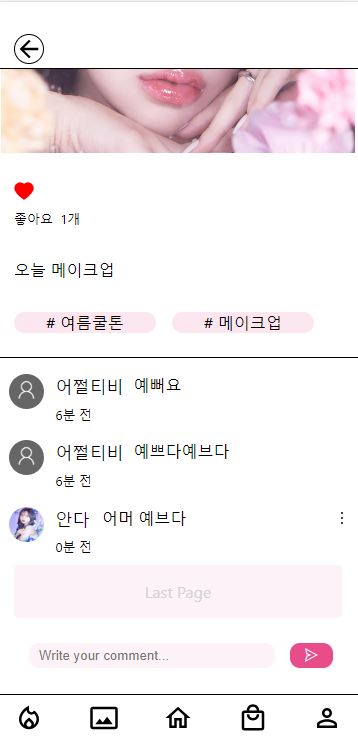 좋아요 1개
오늘 메이크업
# 여름쿨톤 # 메이크업
어쩔티비 예뻐요
6분 전
어쩔티비 예쁘다예브다
6분 전
안다 어머 예브다
0분 전
Last Page
Write your comment...